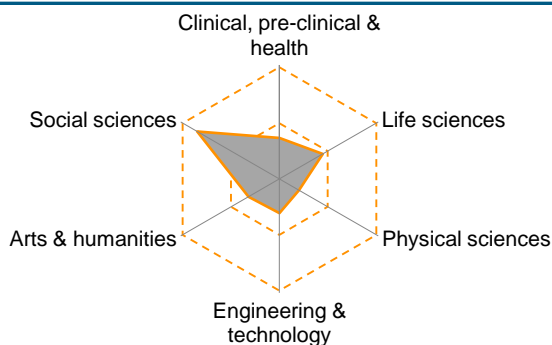 Clinical, pre-clinical &
health
Social sciences
Life sciences
Arts & humanities
Physical sciences
Engineering &
technology